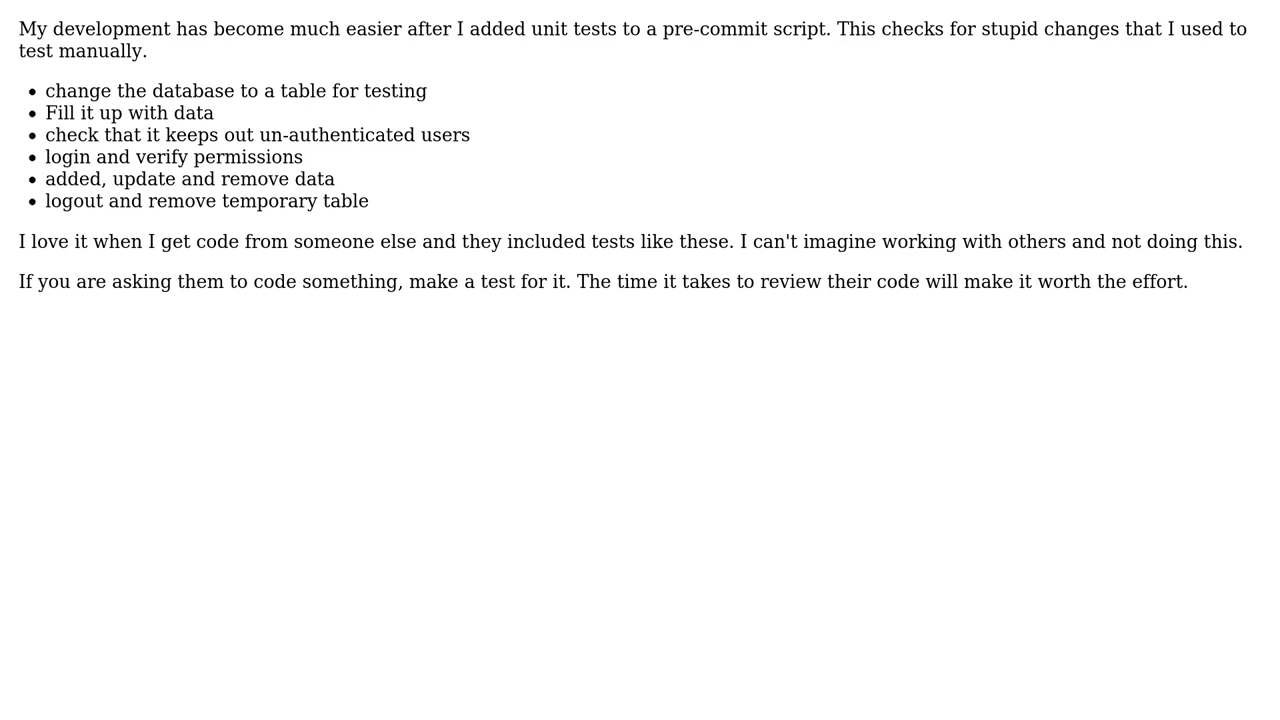 My development has become much easier after I added unit tests to a pre-commit script. This checks for stupid changes that I used to
test manually.
• change the database to a table for testing
• Fill it up with data
• check that it keeps out un-authenticated users
• login and verify permissions
• added, update and remove data
• logout and remove temporary table
I love it when I get code from someone else and they included tests like these. I can't imagine working with others and not doing this.
If you are asking them to code something, make a test for it. The time it takes to review their code will make it worth the effort.